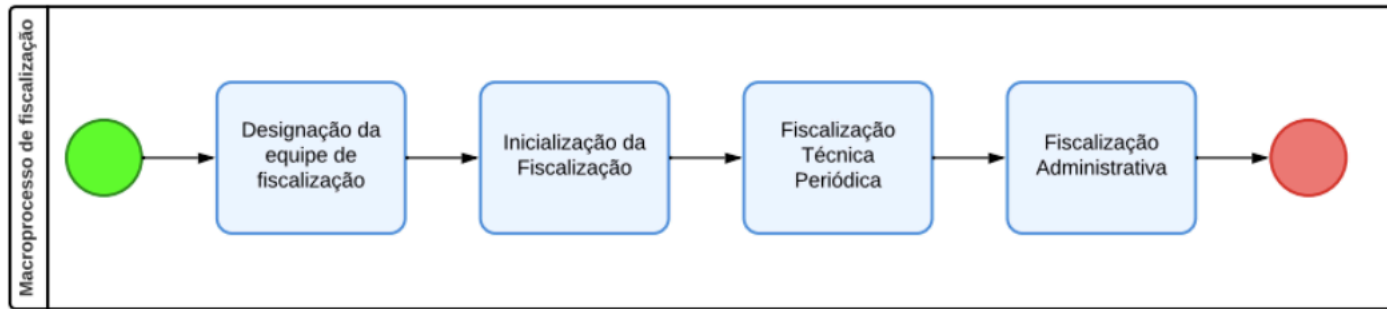 Macroprocesso de fiscalização
Designação da
equipe de
fiscalização
Inicialização da
Fiscalização
Fiscalização
Técnica
Periódica
Fiscalização
Administrativa